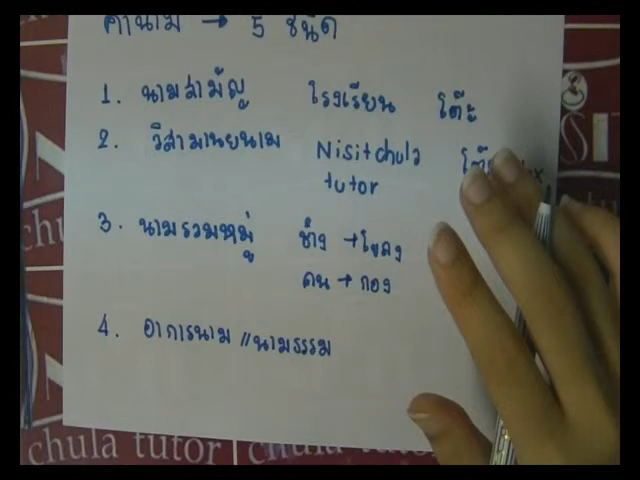 คำนาม → 5 ชนิด
1. นามสามัญ โรงเรียน โต๊ะ
2. วิสามานยนาม Nisitchula tutor
3. นามรวมหมู่ ช้าง → โขลง
คน → กอง
4. อาการนาม // นามธรรม
chula tutor
chula tutor